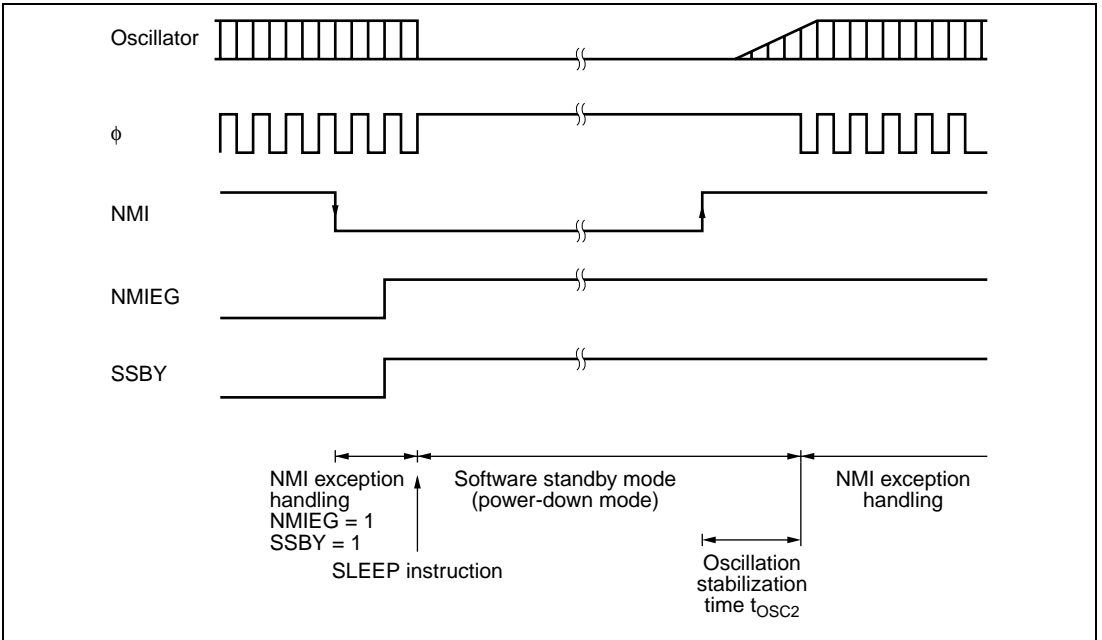 Oscillator
ϕ
NMI
NMIEG
SSBY
NMI exception
handling
NMIEG = 1
SSBY = 1
SLEEP instruction
Software standby mode
(power-down mode)
Oscillation
stabilization
time tOSC2
NMI exception
handling